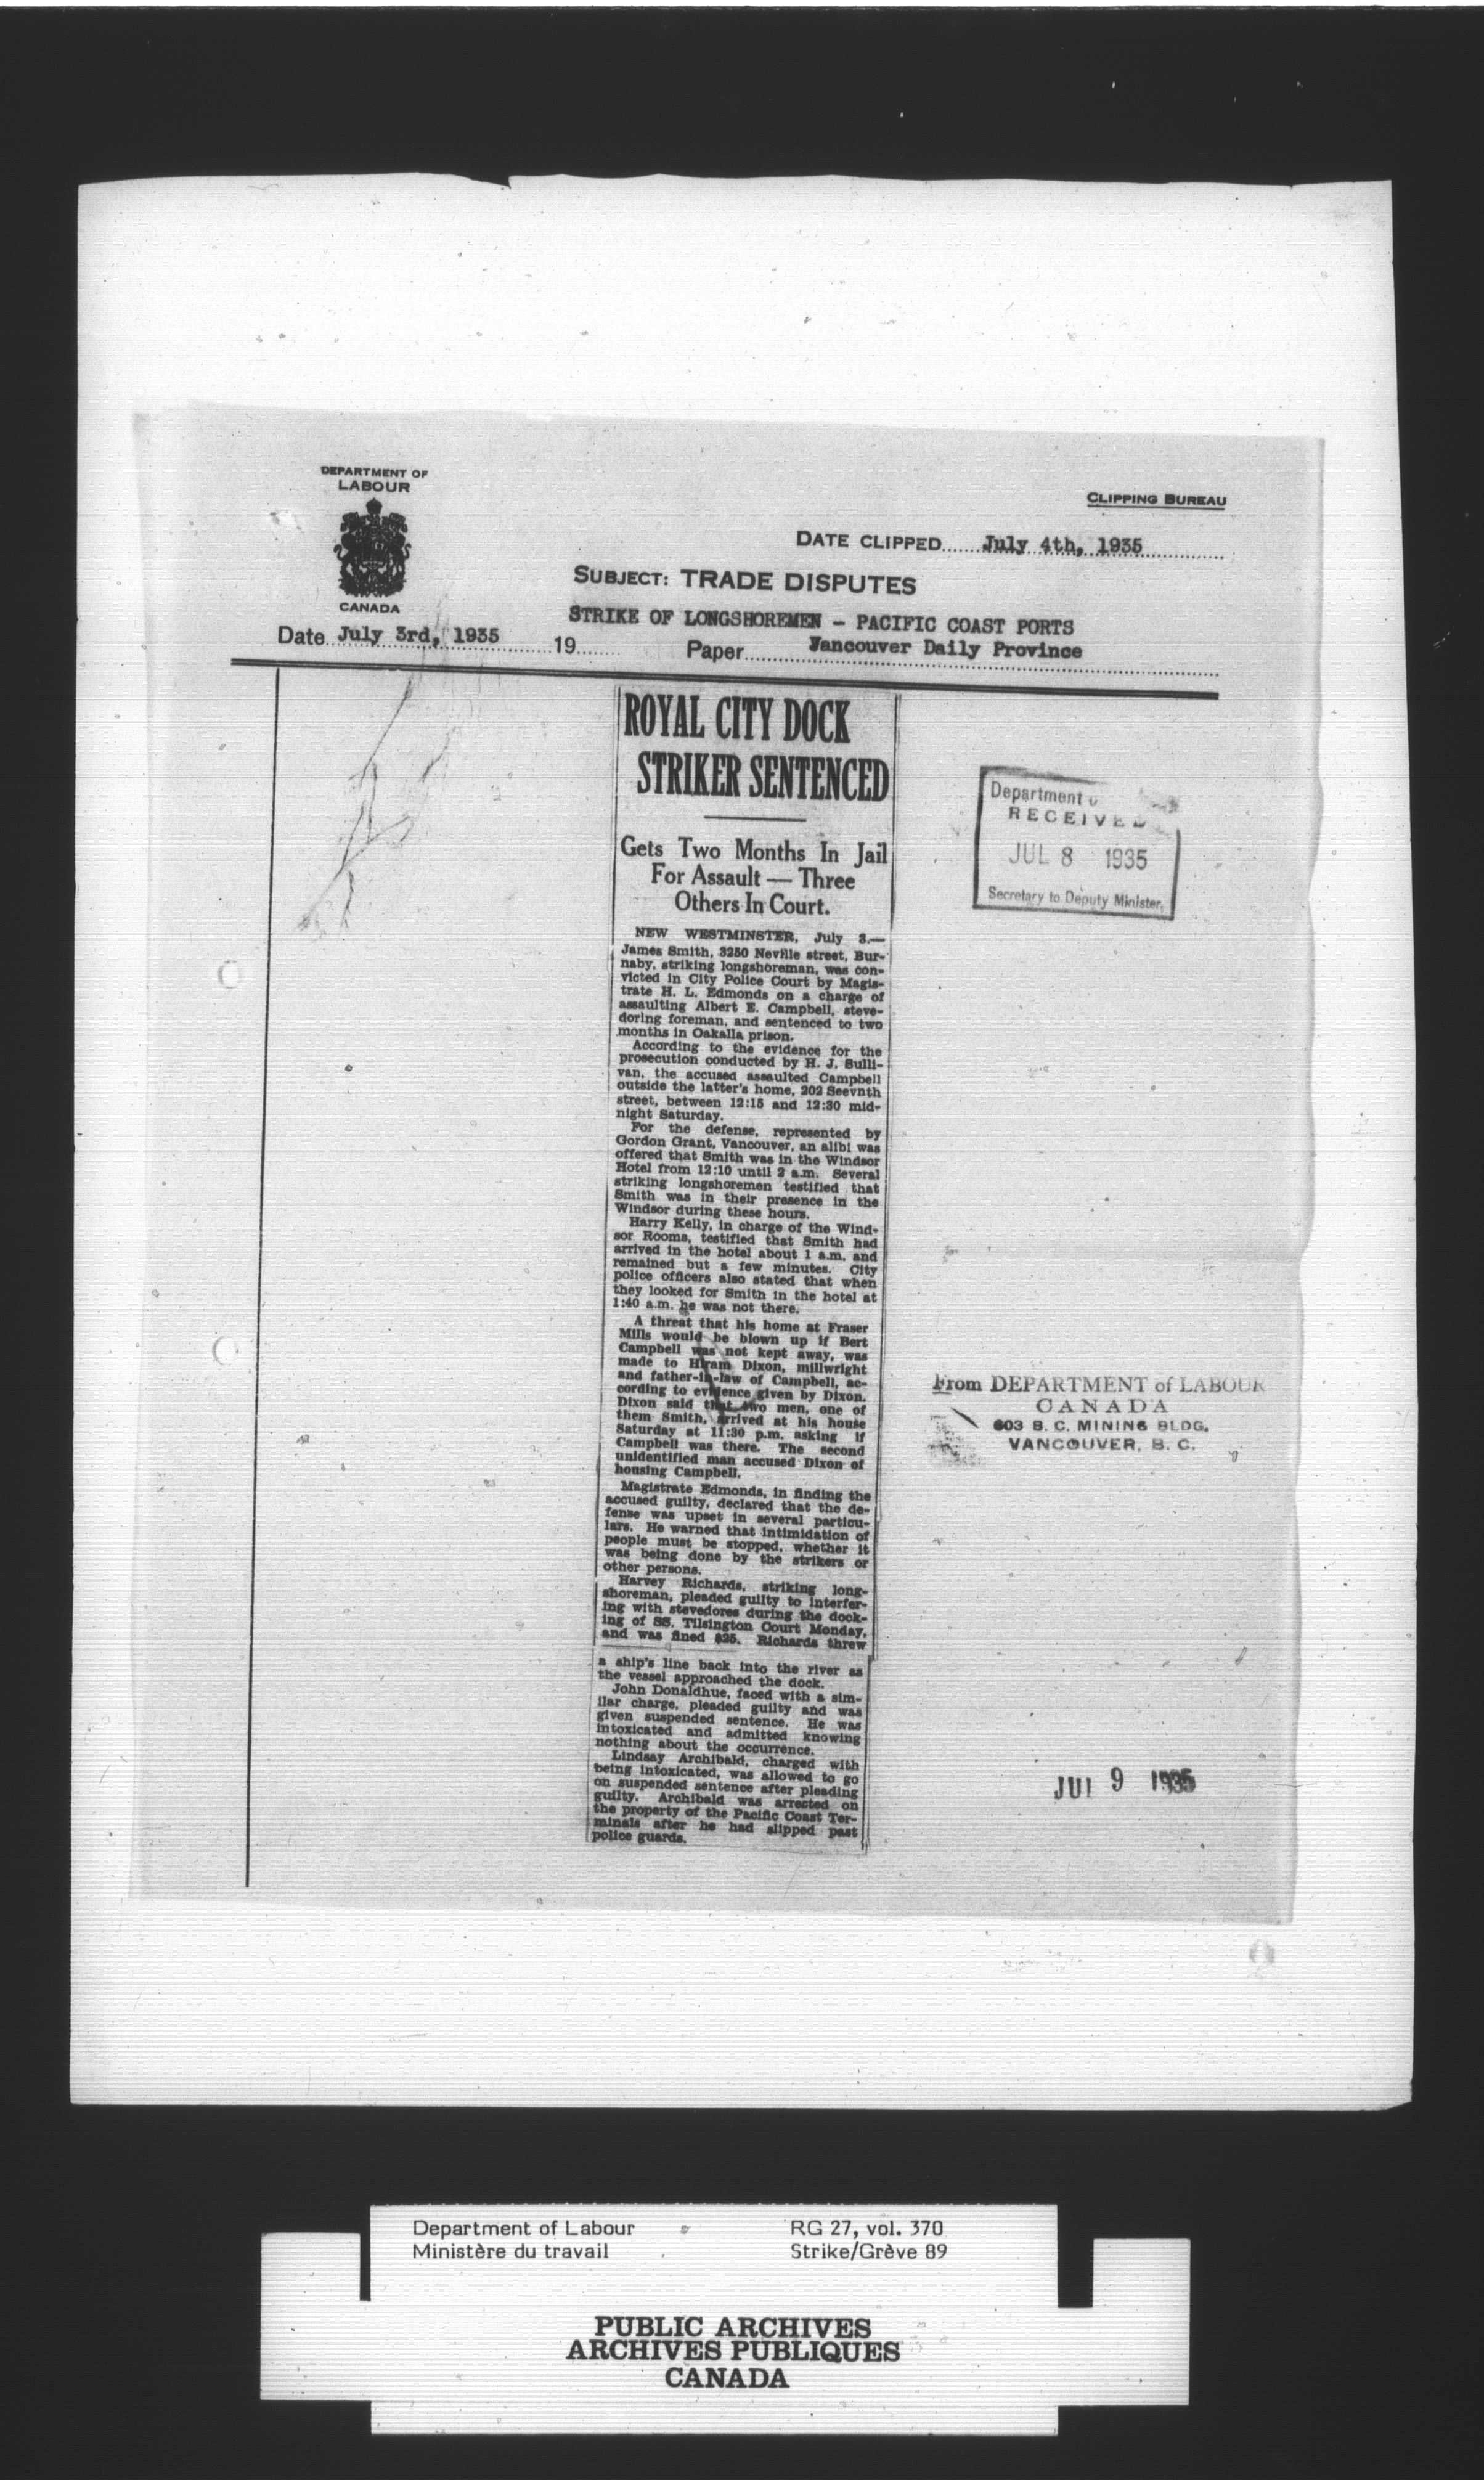 DEPARTMENT OF
LABOUR
CANADA
CLIPPING BUREAU
DATE CLIPPED July 4th, 1935
SUBJECT: TRADE DISPUTES
STRIKE OF LONGSHOREMEN - PACIFIC COAST PORTS
Date July 3rd, 1935 19
Paper Vancouver Daily Province
ROYAL CITY DOCK
STRIKER SENTENCED
Gets Two Months In Jail
For Assault — Three
Others In Court.
NEW WESTMINSTER, July 3.—
James Smith, 3250 Neville street, Bur-
naby, striking longshoreman, was con-
victed in City Police Court by Magis-
trate H. L. Edmonds on a charge of
assaulting Albert E. Campbell, steve-
doring foreman, and sentenced to two
months in Oakalla prison.
According to the evidence for the
prosecution conducted by H. J. Sulli-
van, the accused assaulted Campbell
outside the latter's home, 202 Seevnth
street, between 12:15 and 12:30 mid-
night Saturday.
For the defense, represented by
Gordon Grant, Vancouver, an alibi was
offered that Smith was in the Windsor
Hotel from 12:10 until 2 a.m. Several
striking longshoremen testified that
Smith was in their presence in the
Windsor during these hours.
Harry Kelly, in charge of the Wind-
sor Rooms, testified that Smith had
arrived in the hotel about 1 a.m. and
remained but a few minutes. City
police officers also stated that when
they looked for Smith in the hotel at
1:40 a.m. he was not there.
A threat that his home at Fraser
Mills would be blown up if Bert
Campbell was not kept away, was
made to Hiram Dixon, millwright
and father-in-law of Campbell, ac-
cording to evidence given by Dixon.
Dixon said that two men, one of
them Smith, arrived at his house
Saturday at 11:30 p.m. asking if
Campbell was there. The second
unidentified man accused Dixon of
housing Campbell.
Magistrate Edmonds, in finding the
accused guilty, declared that the de-
fense was upset in several particu-
lars. He warned that intimidation of
people must be stopped, whether it
was being done by the strikers or
other persons.
Harvey Richards, striking long-
shoreman, pleaded guilty to interfer-
ing with stevedores during the dock-
ing of SS. Tilsington Court Monday,
and was fined $25. Richards threw
a ship's line back into the river as
the vessel approached the dock.
John Donaldhue, faced with a sim-
ilar charge, pleaded guilty and was
given suspended sentence. He was
intoxicated and admitted knowing
nothing about the occurrence.
Lindsay Archibald, charged with
being intoxicated, was allowed to go
on suspended sentence after pleading
guilty. Archibald was arrested on
the property of the Pacific Coast Ter-
minals after he had slipped past
police guards.
Department
RECEIVED
JUL 8 1935
Secretary to Deputy Minister,
From DEPARTMENT of LABOUR
CANADA
603 B. C. MINING BLDG.
VANCOUVER, B. C.
JUL 9 1935
Department of Labour
Ministère du travail
RG 27, vol. 370
Strike/Grève 89
PUBLIC ARCHIVES
ARCHIVES PUBLIQUES
CANADA